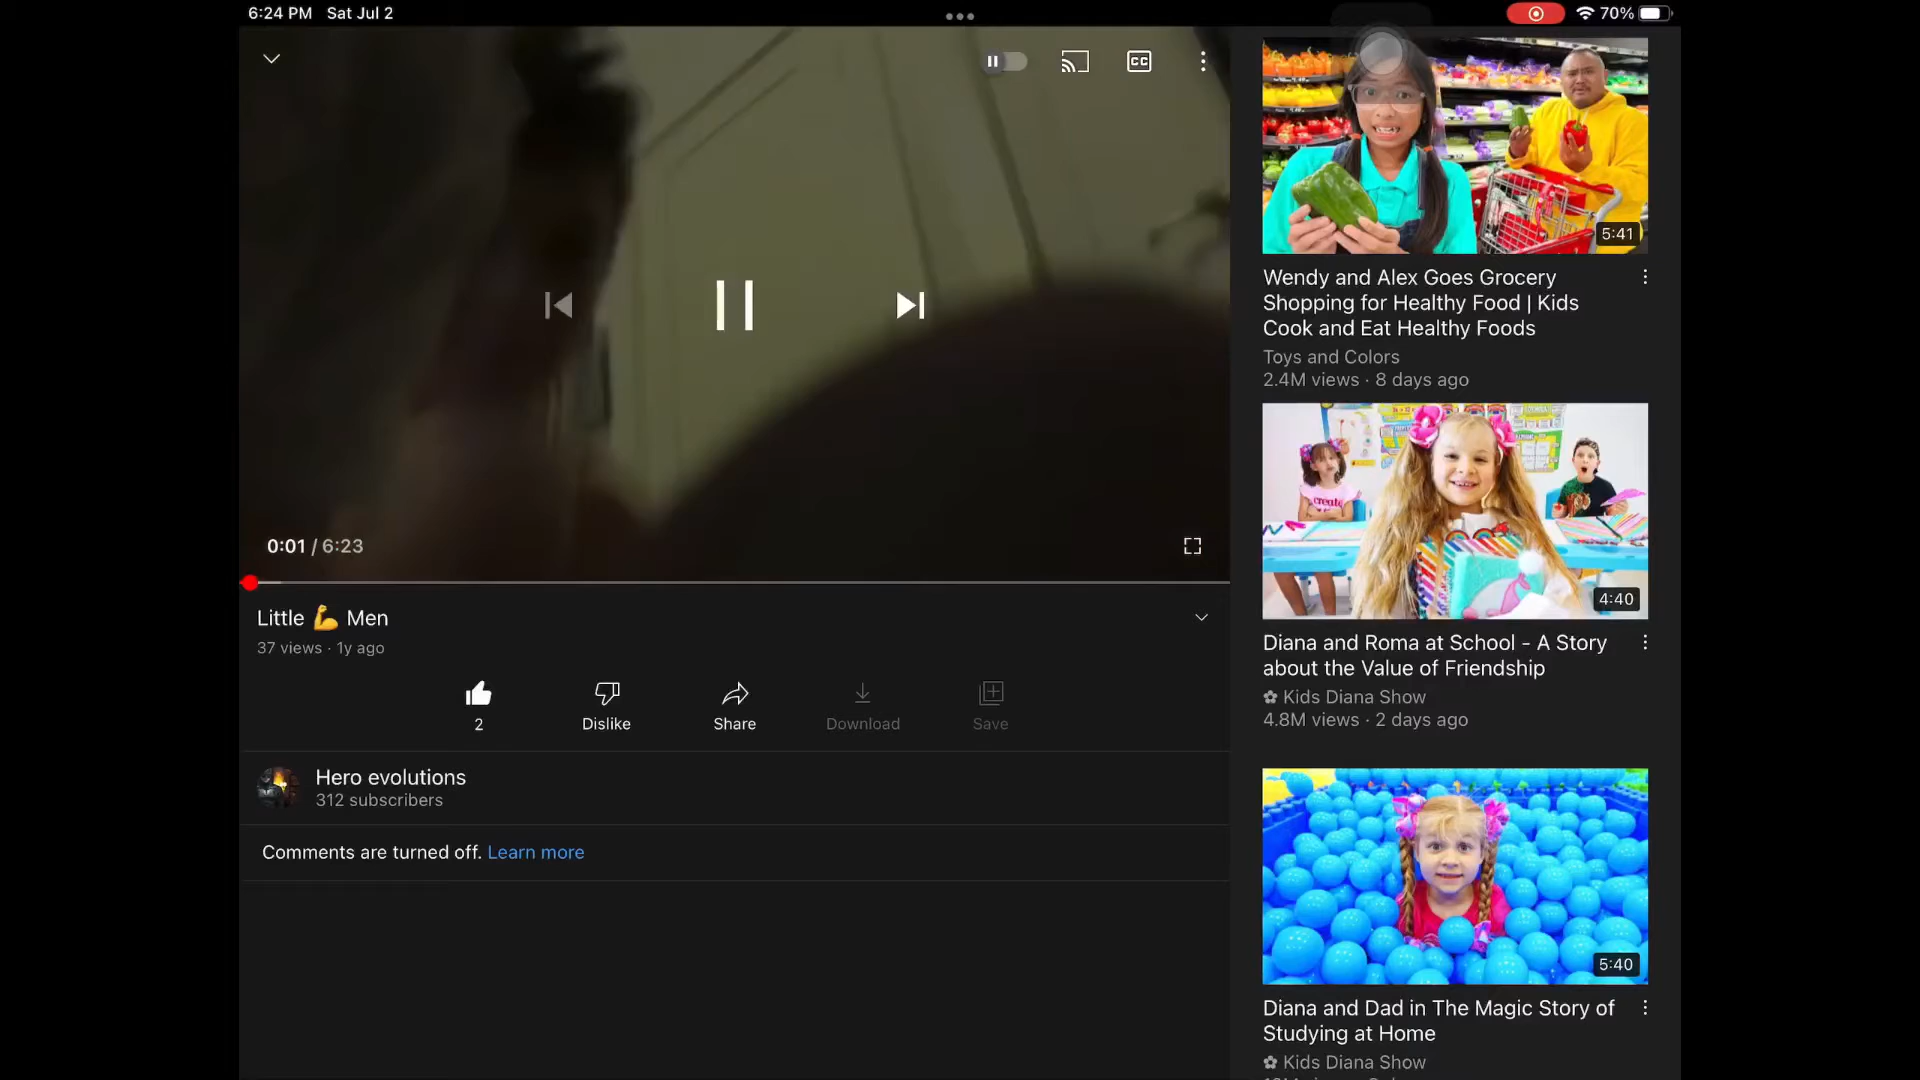 6:24 PM Sat Jul 2
70%
CC
5:41
Wendy and Alex Goes Grocery
Shopping for Healthy Food | Kids
Cook and Eat Healthy Foods
Toys and Colors
2.4M views · 8 days ago
0:01 / 6:23
Little 💪 Men
37 views · 1y ago
2
Dislike
Share
Download
Save
Hero evolutions
312 subscribers
Comments are turned off. Learn more
create
4:40
Diana and Roma at School - A Story
about the Value of Friendship
✿ Kids Diana Show
4.8M views · 2 days ago
5:40
Diana and Dad in The Magic Story of
Studying at Home
✿ Kids Diana Show